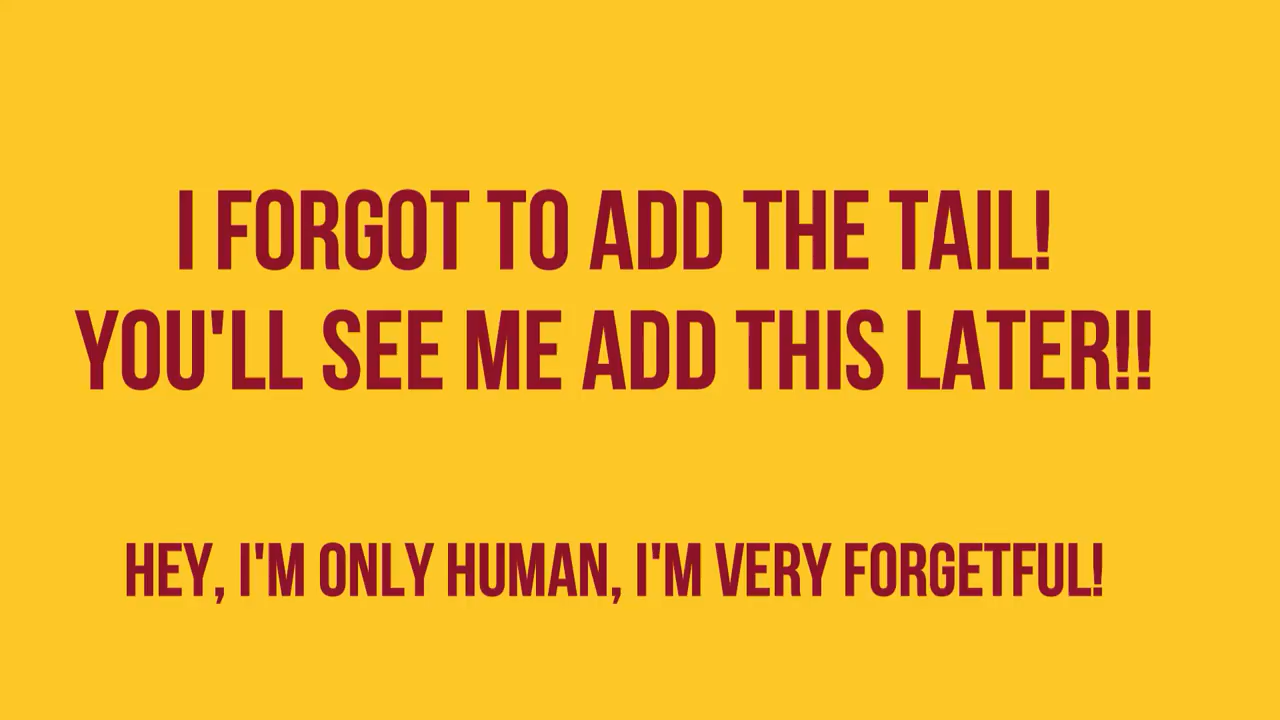 I FORGOT TO ADD THE TAIL!
YOU'LL SEE ME ADD THIS LATER!!
HEY, I'M ONLY HUMAN, I'M VERY FORGETFUL!